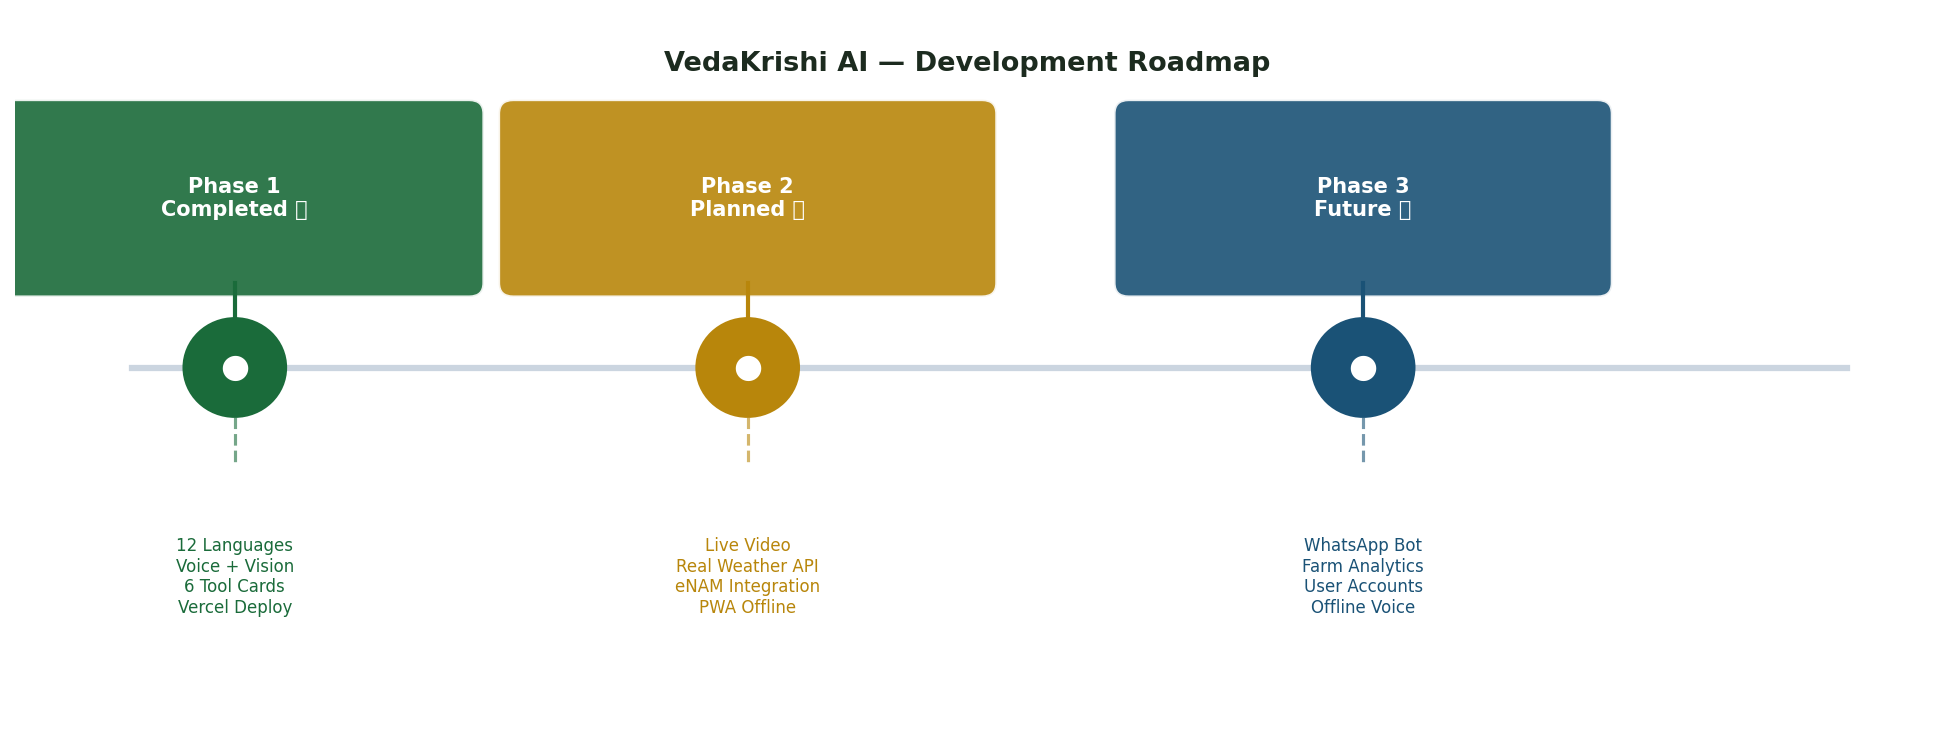 VedaKrishi AI — Development Roadmap
Phase 1
Completed
Phase 2
Planned
Phase 3
Future
12 Languages
Voice + Vision
6 Tool Cards
Vercel Deploy
Live Video
Real Weather API
eNAM Integration
PWA Offline
WhatsApp Bot
Farm Analytics
User Accounts
Offline Voice